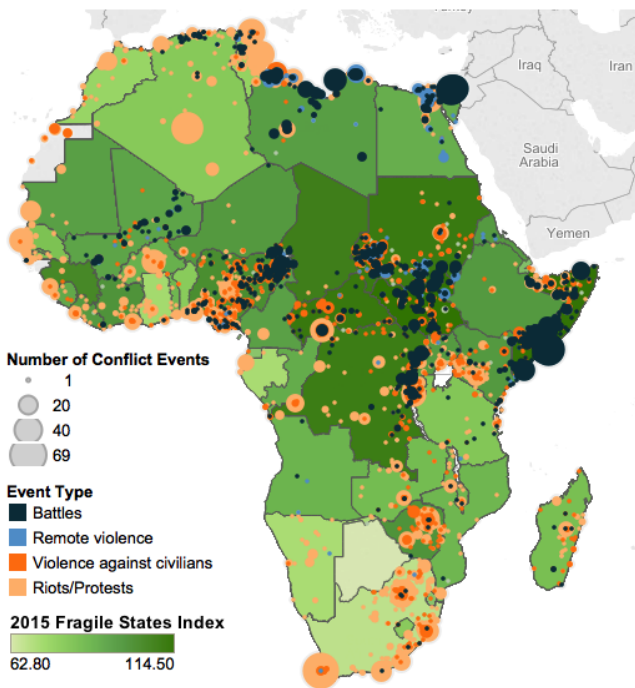 Turkey
Iraq
Iran
Saudi
Arabia
Yemen
Number of Conflict Events
1
20
40
69
Event Type
Battles
Remote violence
Violence against civilians
Riots/Protests
2015 Fragile States Index
62.80
114.50